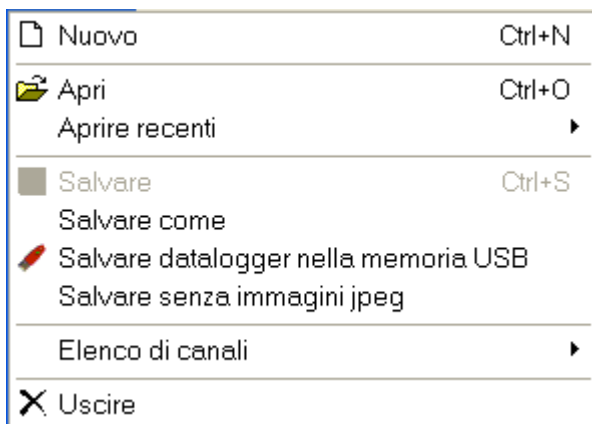 Nuovo Ctrl+N
Apri Ctrl+O
Aprire recenti
Salvare Ctrl+S
Salvare come
Salvare datalogger nella memoria USB
Salvare senza immagini jpeg
Elenco di canali
Uscire